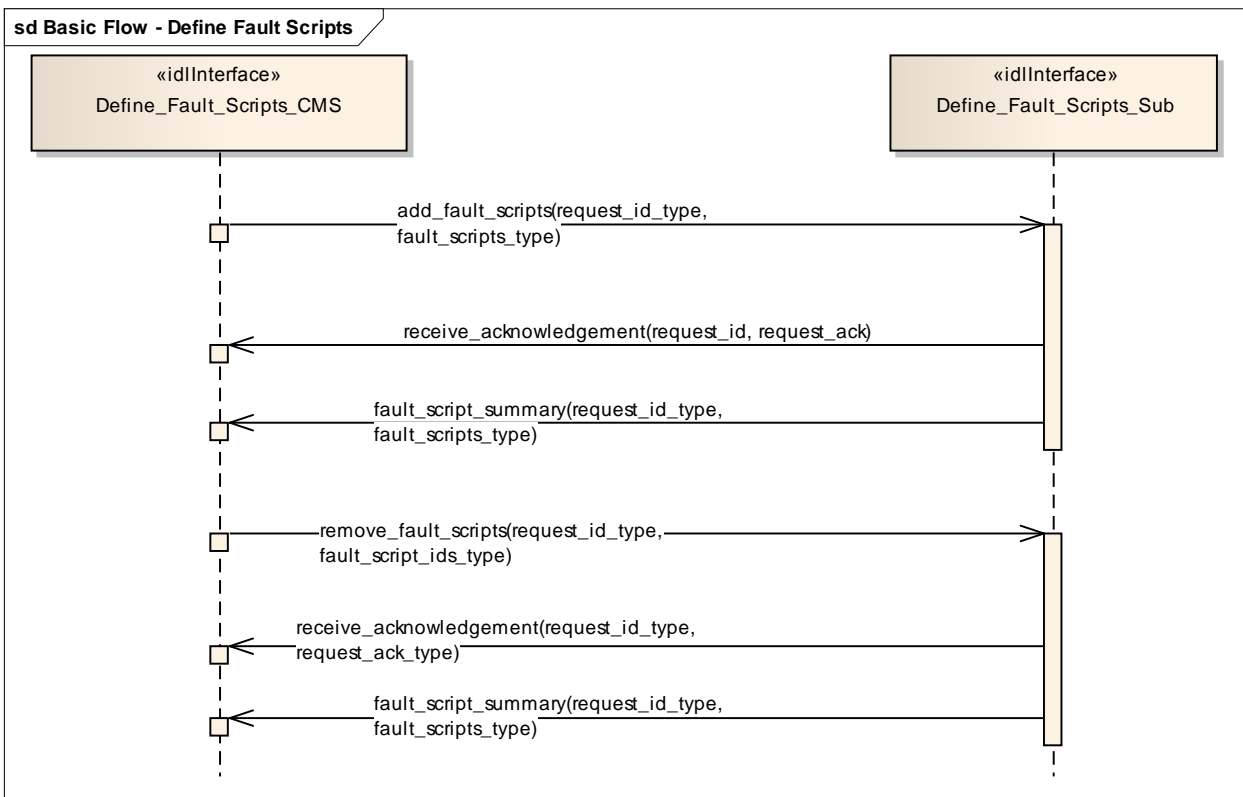 sd Basic Flow - Define Fault Scripts
«idlInterface»
Define_Fault_Scripts_CMS
«idlInterface»
Define_Fault_Scripts_Sub
add_fault_scripts(request_id_type,
fault_scripts_type)
receive_acknowledgement(request_id, request_ack)
fault_script_summary(request_id_type,
fault_scripts_type)
remove_fault_scripts(request_id_type,
fault_script_ids_type)
receive_acknowledgement(request_id_type,
request_ack_type)
fault_script_summary(request_id_type,
fault_scripts_type)